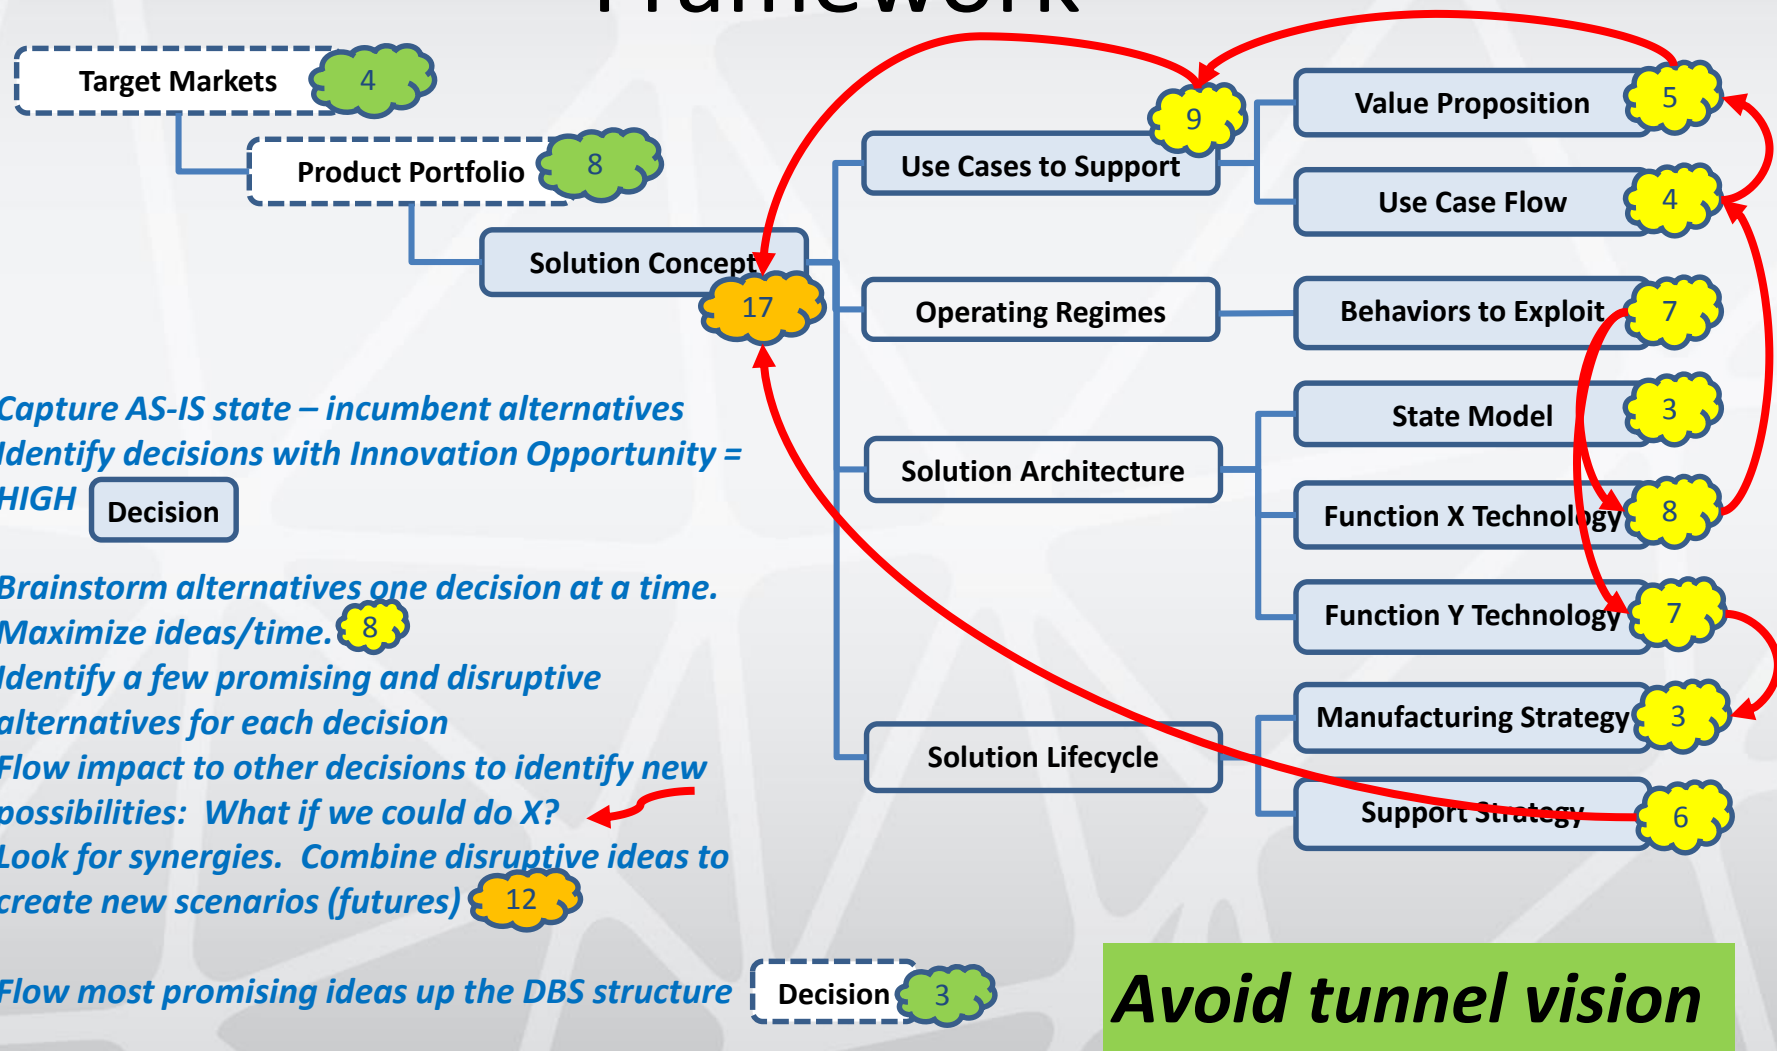 Framework
Target Markets 4
Product Portfolio 8
Solution Concept 17
Use Cases to Support 9
Value Proposition 5
Use Case Flow 4
Operating Regimes
Behaviors to Exploit 7
Solution Architecture
State Model 3
Function X Technology 8
Function Y Technology 7
Solution Lifecycle
Manufacturing Strategy 3
Support Strategy 6
Capture AS-IS state – incumbent alternatives
Identify decisions with Innovation Opportunity =
HIGH Decision
Brainstorm alternatives one decision at a time.
Maximize ideas/time. 8
Identify a few promising and disruptive
alternatives for each decision
Flow impact to other decisions to identify new
possibilities: What if we could do X?
Look for synergies. Combine disruptive ideas to
create new scenarios (futures) 12
Flow most promising ideas up the DBS structure Decision 3
Avoid tunnel vision